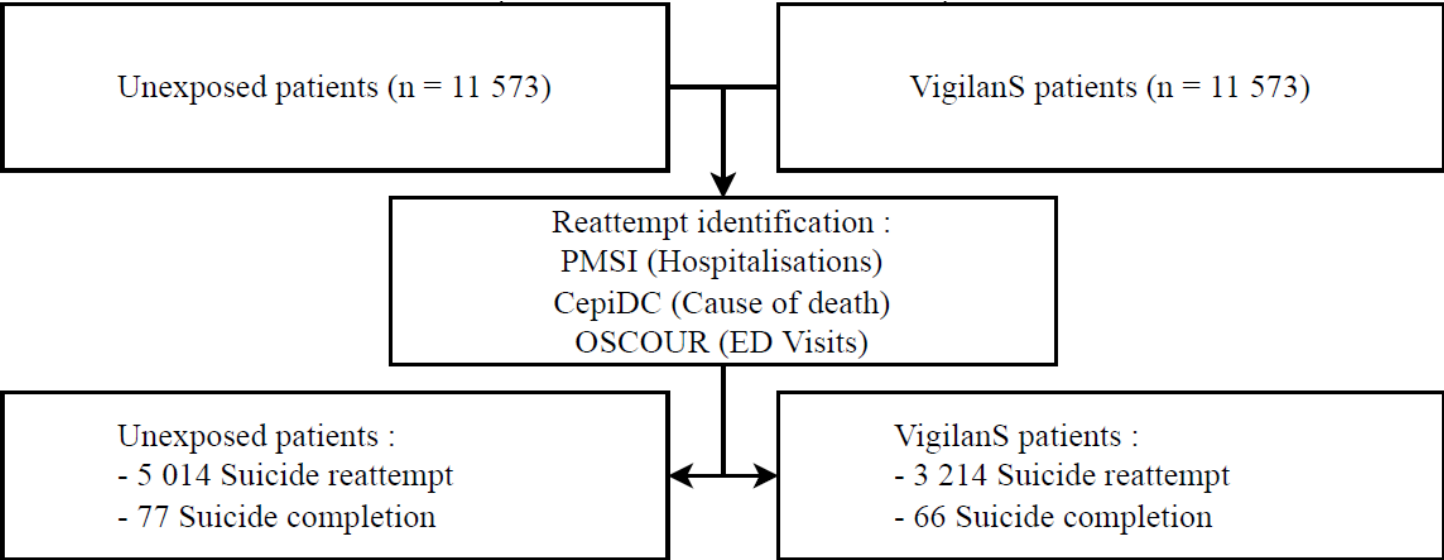 Unexposed patients (n = 11 573)
VigilanS patients (n = 11 573)
Reattempt identification :
PMSI (Hospitalisations)
CepiDC (Cause of death)
OSCOUR (ED Visits)
Unexposed patients :
- 5 014 Suicide reattempt
- 77 Suicide completion
VigilanS patients :
- 3 214 Suicide reattempt
- 66 Suicide completion